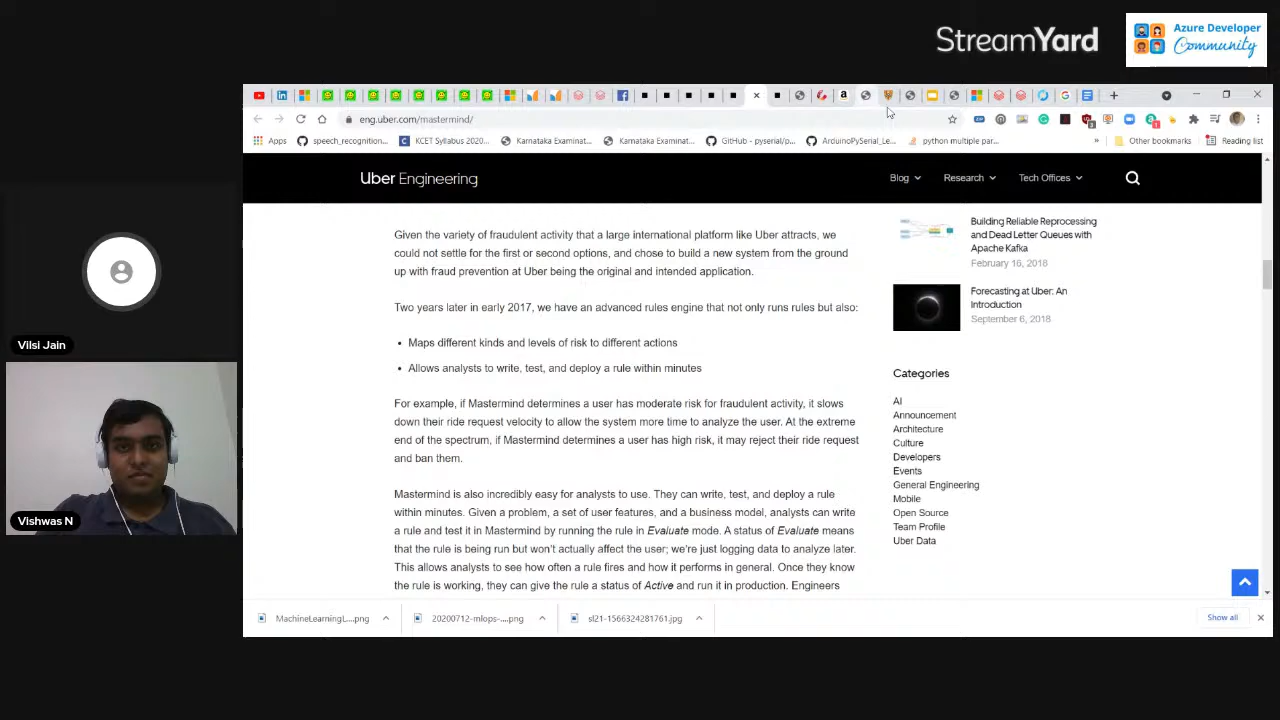 StreamYard
Azure Developer
Community
eng.uber.com/mastermind/
Apps
speech_recognition...
KCET Syllabus 2020...
Karnataka Examinat...
Karnataka Examinat...
GitHub - pyserial/p...
ArduinoPySerial_Le...
python multiple par...
»
Other bookmarks
Reading list
Uber Engineering
Blog
Research
Tech Offices
Given the variety of fraudulent activity that a large international platform like Uber attracts, we
could not settle for the first or second options, and chose to build a new system from the ground
up with fraud prevention at Uber being the original and intended application.
Two years later in early 2017, we have an advanced rules engine that not only runs rules but also:
• Maps different kinds and levels of risk to different actions
• Allows analysts to write, test, and deploy a rule within minutes
For example, if Mastermind determines a user has moderate risk for fraudulent activity, it slows
down their ride request velocity to allow the system more time to analyze the user. At the extreme
end of the spectrum, if Mastermind determines a user has high risk, it may reject their ride request
and ban them.
Mastermind is also incredibly easy for analysts to use. They can write, test, and deploy a rule
within minutes. Given a problem, a set of user features, and a business model, analysts can write
a rule and test it in Mastermind by running the rule in Evaluate mode. A status of Evaluate means
that the rule is being run but won't actually affect the user; we're just logging data to analyze later.
This allows analysts to see how often a rule fires and how it performs in general. Once they know
the rule is working, they can give the rule a status of Active and run it in production. Engineers
Building Reliable Reprocessing
and Dead Letter Queues with
Apache Kafka
February 16, 2018
Forecasting at Uber: An
Introduction
September 6, 2018
Categories
AI
Announcement
Architecture
Culture
Developers
Events
General Engineering
Mobile
Open Source
Team Profile
Uber Data
Vilsi Jain
Vishwas N
MachineLearningL....png
20200712-mlops-....png
sl21-1566324281761.jpg
Show all